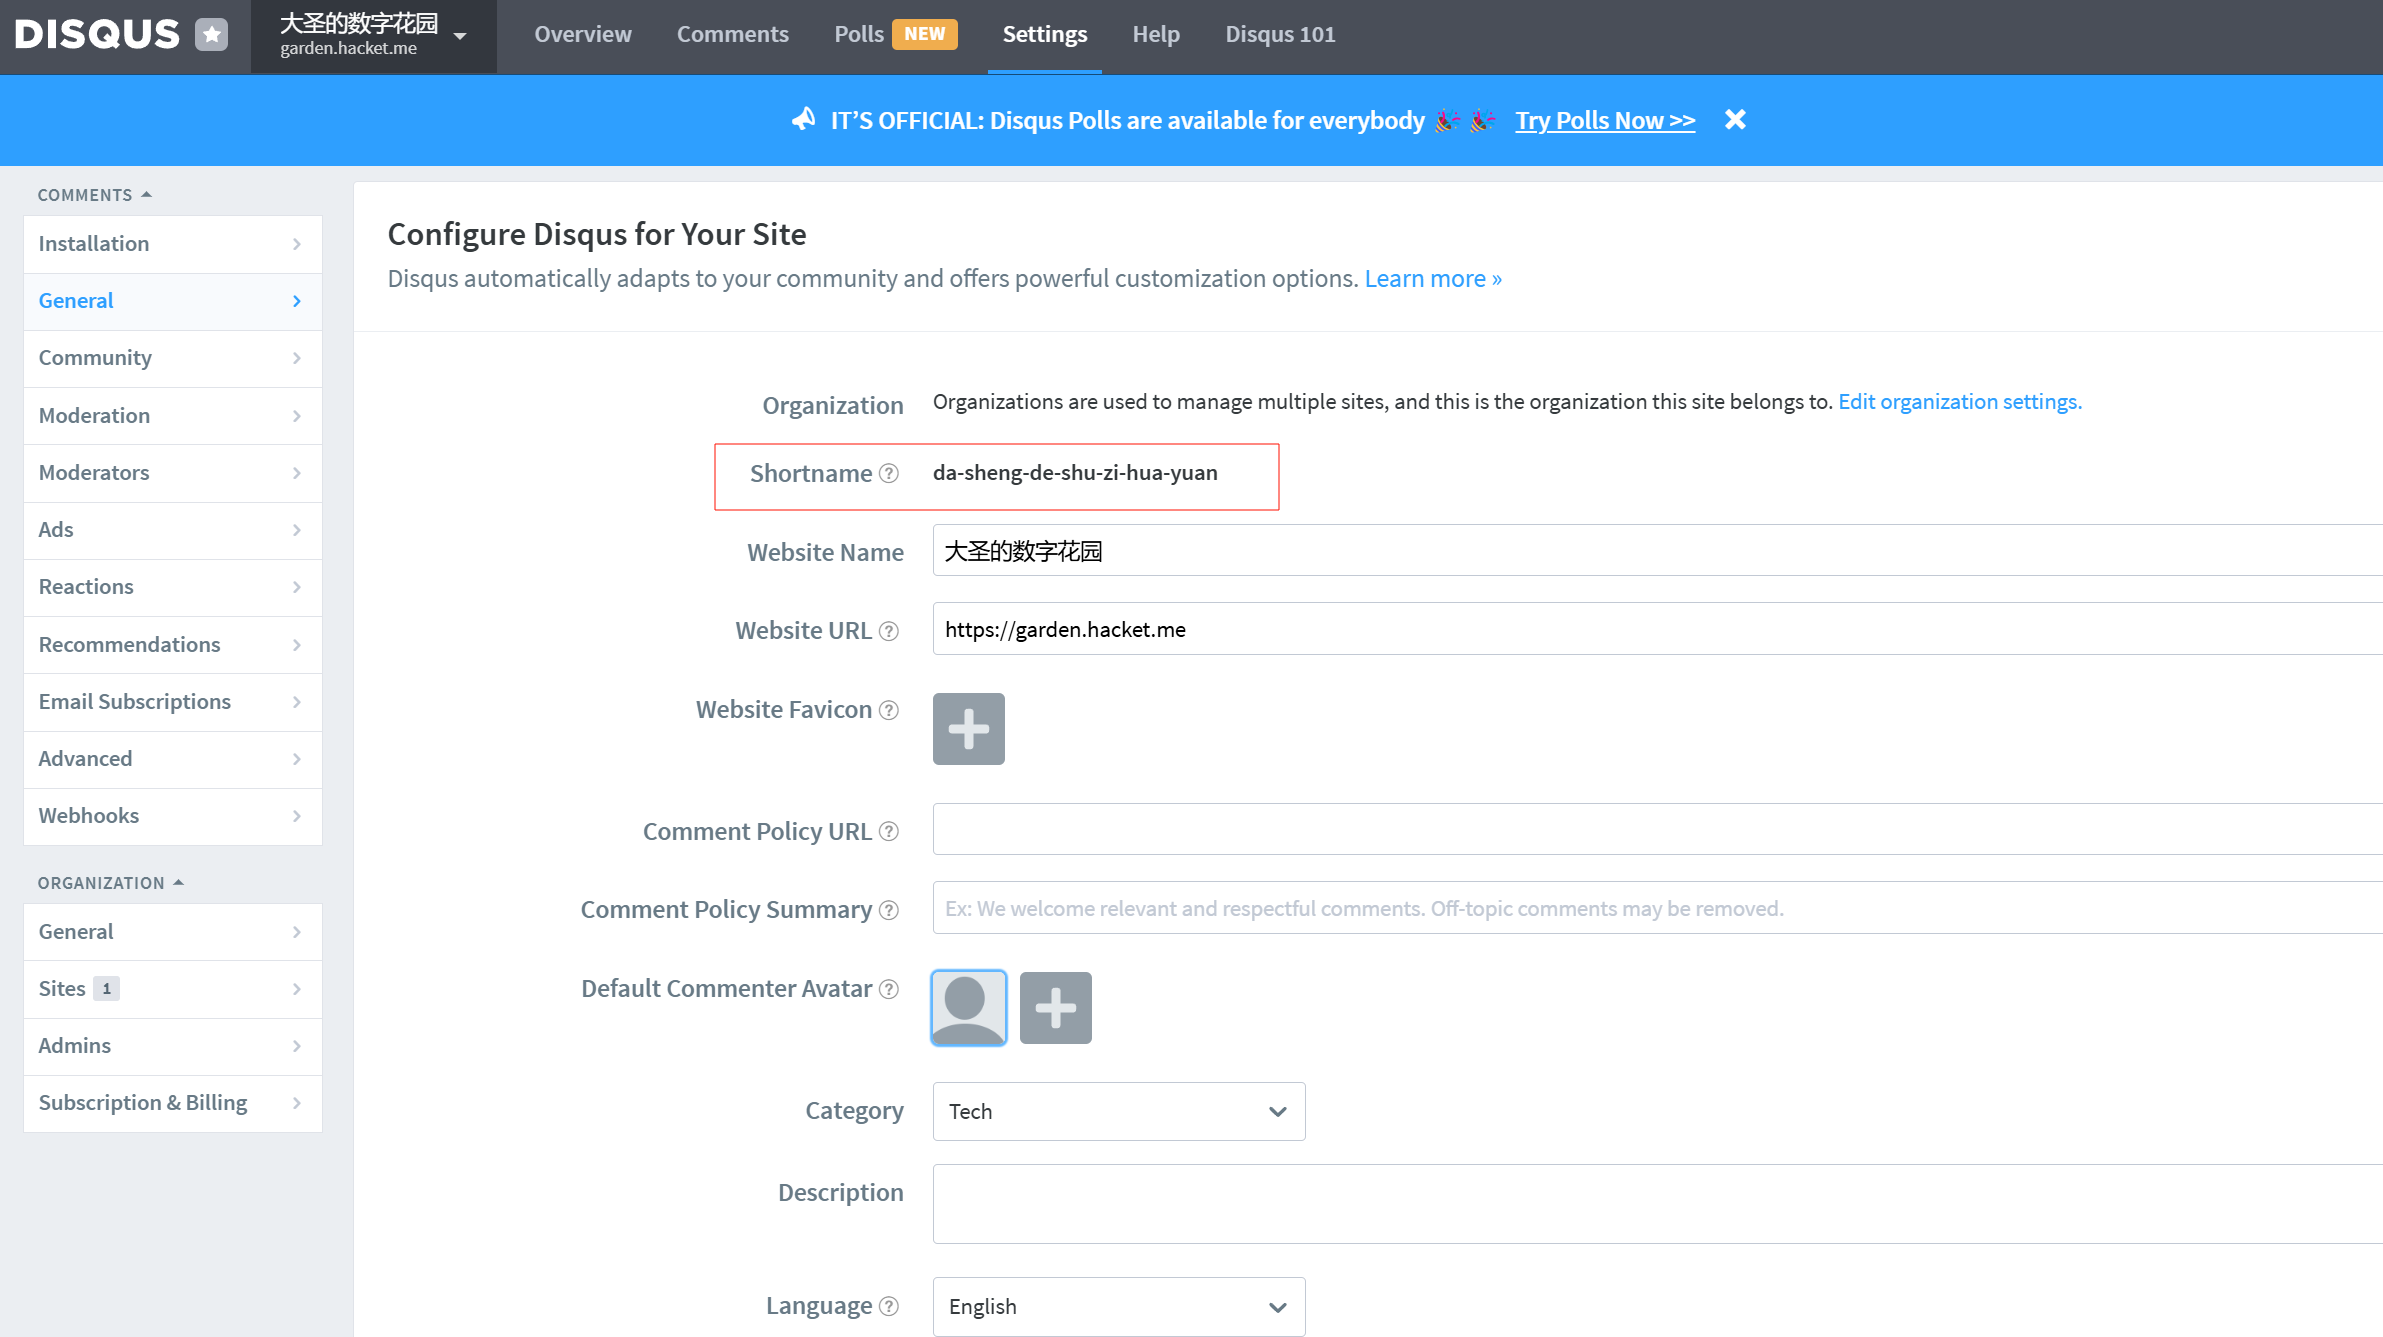 DISQUS
大圣的数字花园
garden.hacket.me
Overview
Comments
Polls NEW
Settings
Help
Disqus 101
IT’S OFFICIAL: Disqus Polls are available for everybody 🎉 🎉 Try Polls Now >>
COMMENTS
Installation
General
Community
Moderation
Moderators
Ads
Reactions
Recommendations
Email Subscriptions
Advanced
Webhooks
ORGANIZATION
General
Sites 1
Admins
Subscription & Billing
Configure Disqus for Your Site
Disqus automatically adapts to your community and offers powerful customization options. Learn more »
Organization Organizations are used to manage multiple sites, and this is the organization this site belongs to. Edit organization settings.
Shortname ? da-sheng-de-shu-zi-hua-yuan
Website Name 大圣的数字花园
Website URL ? https://garden.hacket.me
Website Favicon ?
Comment Policy URL ?
Comment Policy Summary ? Ex: We welcome relevant and respectful comments. Off-topic comments may be removed.
Default Commenter Avatar ?
Category Tech
Description
Language ? English